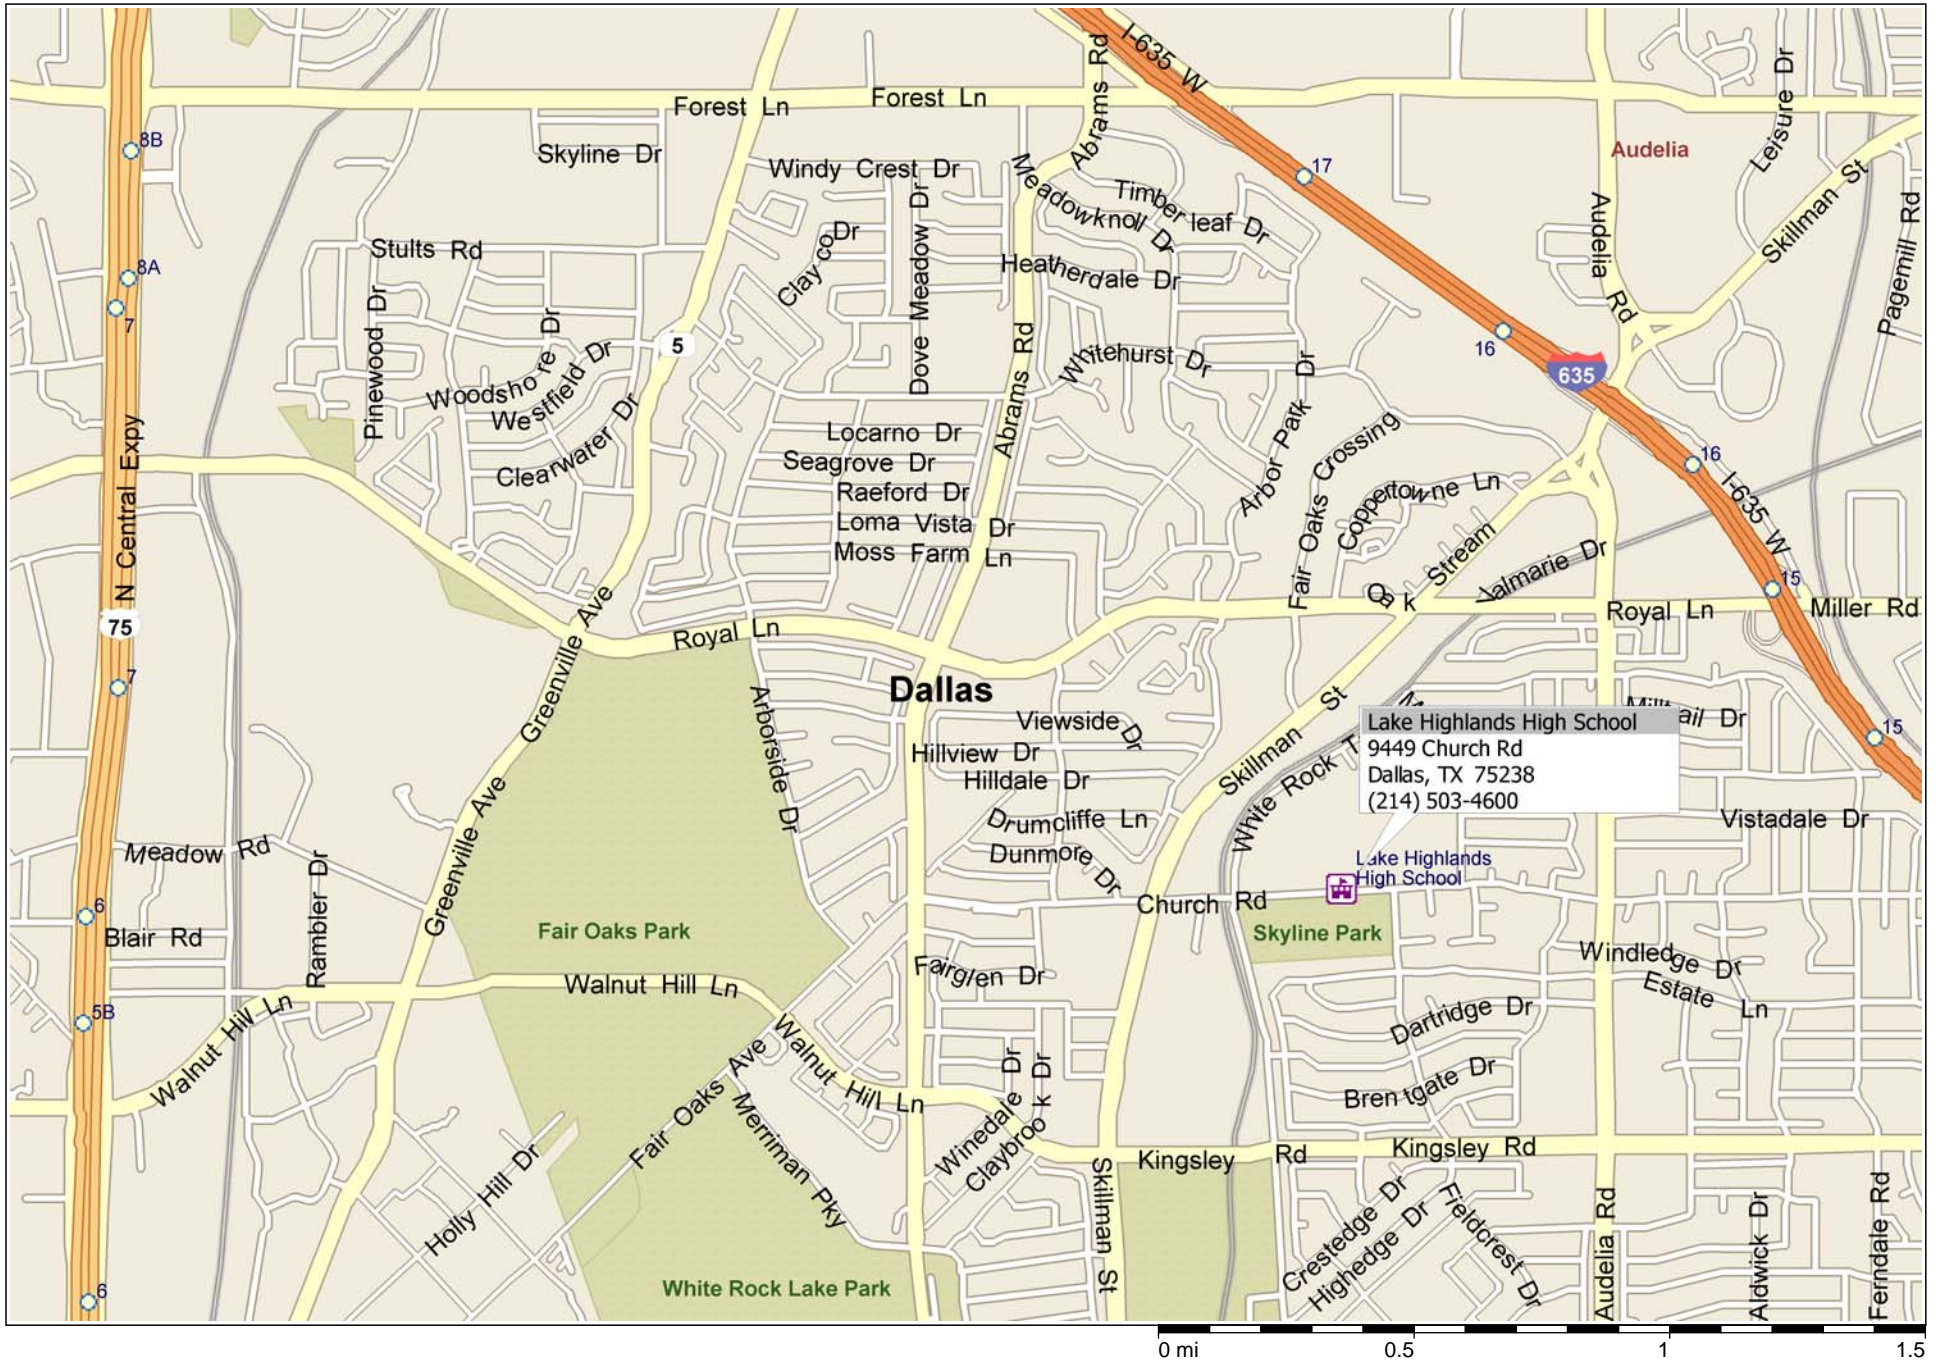 I-635 W
Abrams Rd
Forest Ln
Forest Ln
Leisure Dr
8B
Skyline Dr
Windy Crest Dr
Audelia
17
Abrams
Meadowknoll Dr
Timber leaf Dr
Skillman St
Pagemill Rd
Audelia Rd
Stults Rd
Clay co Dr
Dove Meadow Dr
Heatherdale Dr
8A
7
Pinewood Dr
5
16
Woodsho re Dr
Westfield Dr
Clearwater Dr
Abrams Rd
Whitehurst Dr
Arbor Park Dr
635
N Central Expy
Locarno Dr
Seagrove Dr
Raeford Dr
Loma Vista Dr
Moss Farm Ln
Fair Oaks Crossing
Coppertowne Ln
16
I-635 W
Stream
Valmarie Dr
15
75
Greenville Ave
Royal Ln
Royal Ln
Miller Rd
7
Dallas
Arborside Dr
Viewside Dr
Hillview Dr
Hilldale Dr
Skillman St
White Rock
Dr
15
Lake Highlands High School
9449 Church Rd
Dallas, TX 75238
(214) 503-4600
Greenville Ave
Drumcliffe Ln
Dunmore Dr
Vistadale Dr
Meadow Rd
Rambler Dr
Lake Highlands
High School
6
Blair Rd
Church Rd
Fair Oaks Park
Skyline Park
Windledge Dr
Estate Ln
Walnut Hill Ln
Fairglen Dr
5B
Walnut Hill Ln
Dartridge Dr
Walnut Hill Ln
Fair Oaks Ave
Merriman Pky
Winedale Dr
Claybroo k Dr
Bren tgate Dr
Kingsley Rd
Kingsley Rd
Holly Hill Dr
Skillman St
Crestedge Dr
Highedge Dr
Fieldcrest Dr
Audelia Rd
Aldwick Dr
Ferndale Rd
White Rock Lake Park
6
0 mi 0.5 1 1.5